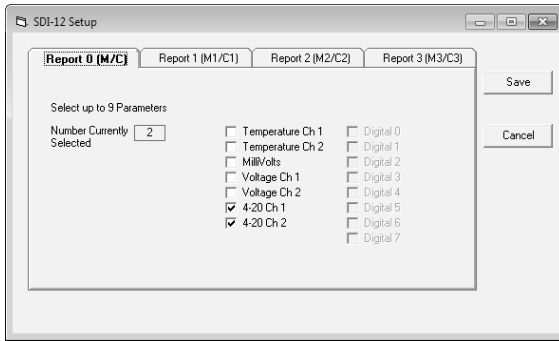 SDI-12 Setup
Report 0 (M/C)
Report 1 (M1/C1)
Report 2 (M2/C2)
Report 3 (M3/C3)
Save
Cancel
Select up to 9 Parameters
Number Currently
Selected
2
Temperature Ch 1
Temperature Ch 2
MilliVolts
Voltage Ch 1
Voltage Ch 2
4-20 Ch 1
4-20 Ch 2
Digital 0
Digital 1
Digital 2
Digital 3
Digital 4
Digital 5
Digital 6
Digital 7